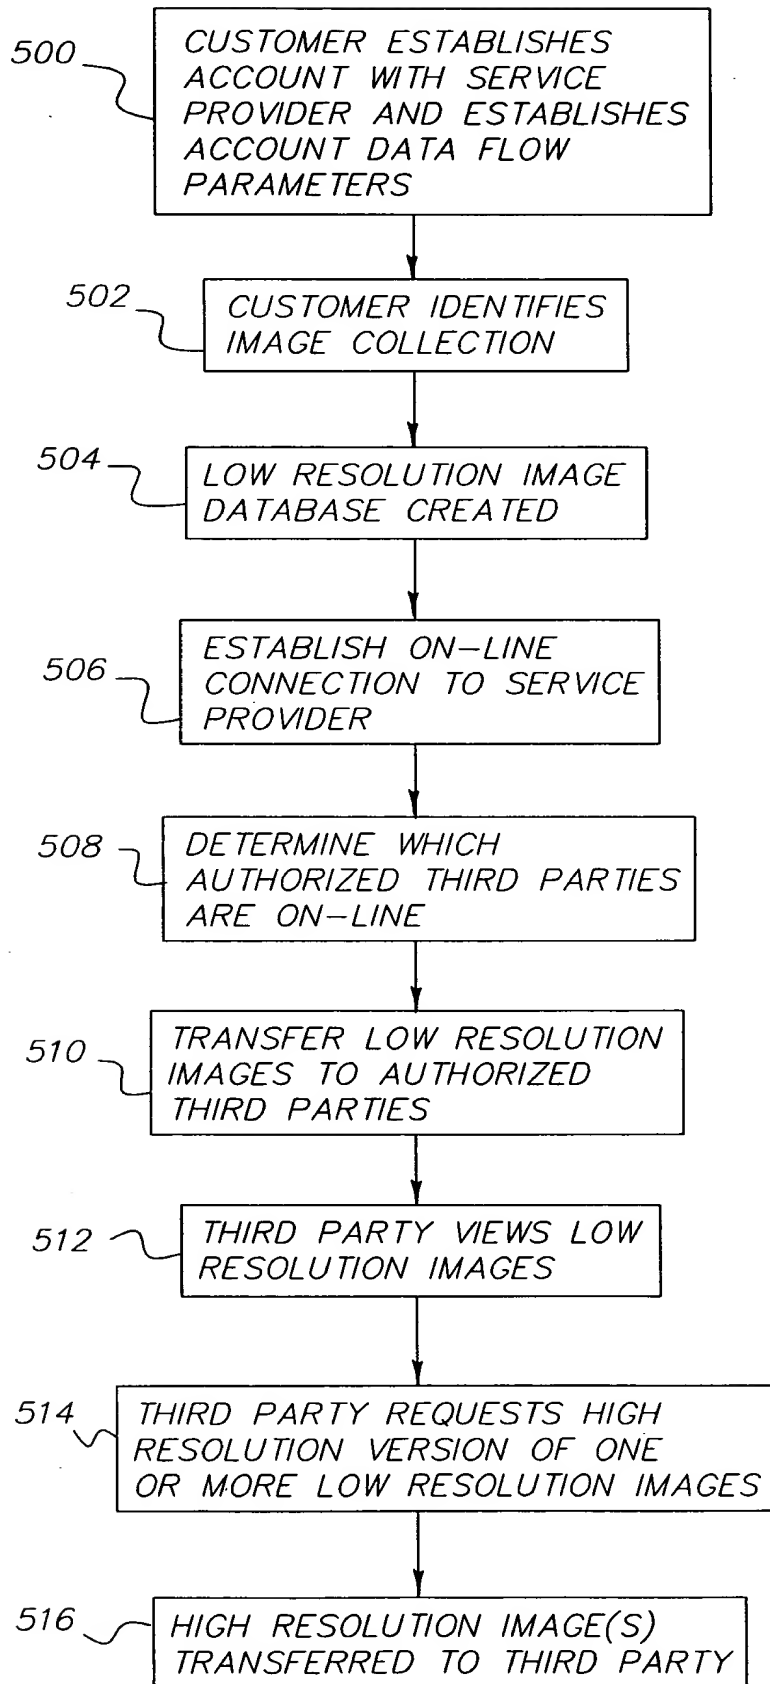 500
CUSTOMER ESTABLISHES
ACCOUNT WITH SERVICE
PROVIDER AND ESTABLISHES
ACCOUNT DATA FLOW
PARAMETERS
502
CUSTOMER IDENTIFIES
IMAGE COLLECTION
504
LOW RESOLUTION IMAGE
DATABASE CREATED
506
ESTABLISH ON-LINE
CONNECTION TO SERVICE
PROVIDER
508
DETERMINE WHICH
AUTHORIZED THIRD PARTIES
ARE ON-LINE
510
TRANSFER LOW RESOLUTION
IMAGES TO AUTHORIZED
THIRD PARTIES
512
THIRD PARTY VIEWS LOW
RESOLUTION IMAGES
514
THIRD PARTY REQUESTS HIGH
RESOLUTION VERSION OF ONE
OR MORE LOW RESOLUTION IMAGES
516
HIGH RESOLUTION IMAGE(S)
TRANSFERRED TO THIRD PARTY